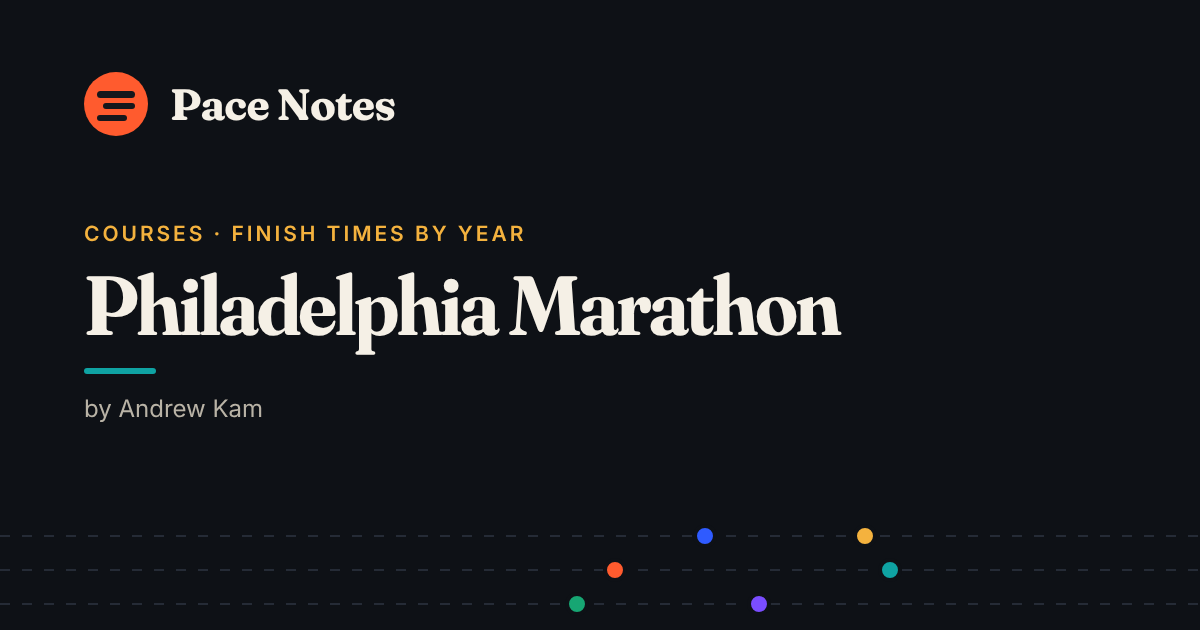 Pace Notes
COURSES · FINISH TIMES BY YEAR
Philadelphia Marathon
by Andrew Kam